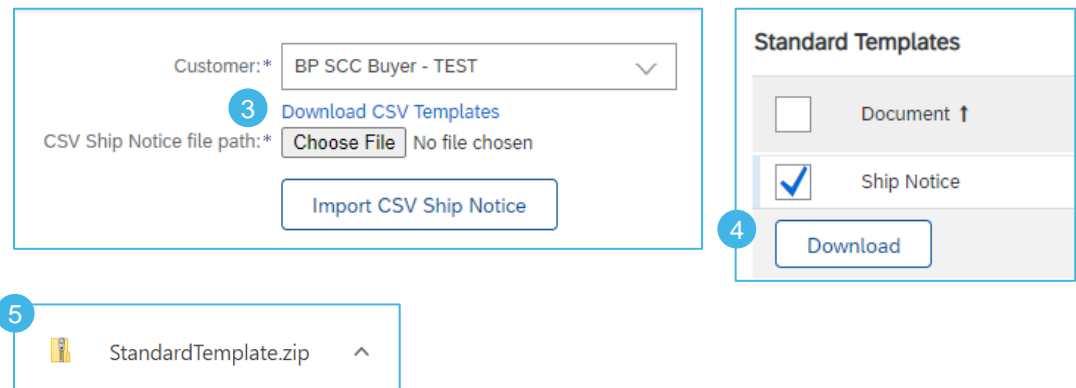 Customer:* BP SCC Buyer - TEST
3 Download CSV Templates
CSV Ship Notice file path:* Choose File No file chosen
Import CSV Ship Notice
Standard Templates
Document ↑
Ship Notice
4
Download
5
StandardTemplate.zip